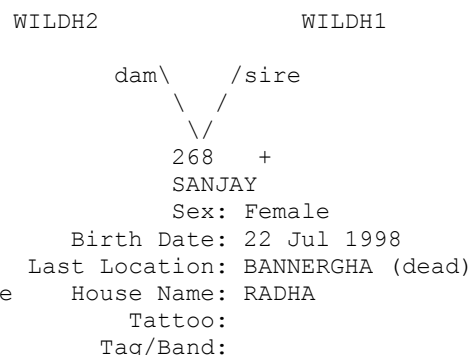 WILDH2 WILDH1
dam\ /sire
\ /
\/
268 +
SANJAY
Sex: Female
Birth Date: 22 Jul 1998
Last Location: BANNERGHA (dead)
e House Name: RADHA
Tattoo:
Tag/Band: